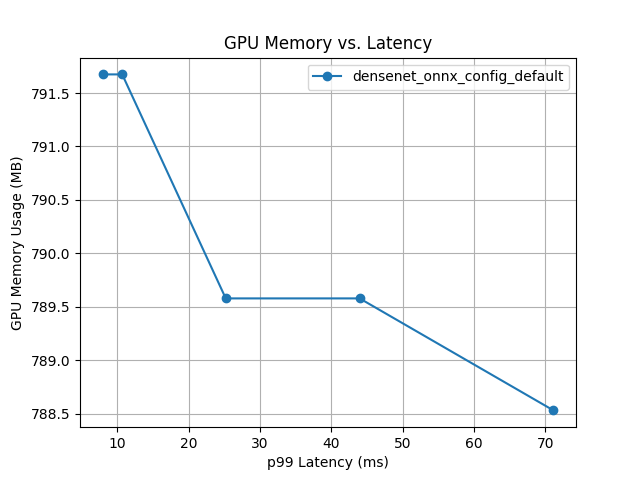 GPU Memory vs. Latency
densenet_onnx_config_default
GPU Memory Usage (MB)
791.5
791.0
790.5
790.0
789.5
789.0
788.5
10 20 30 40 50 60 70
p99 Latency (ms)